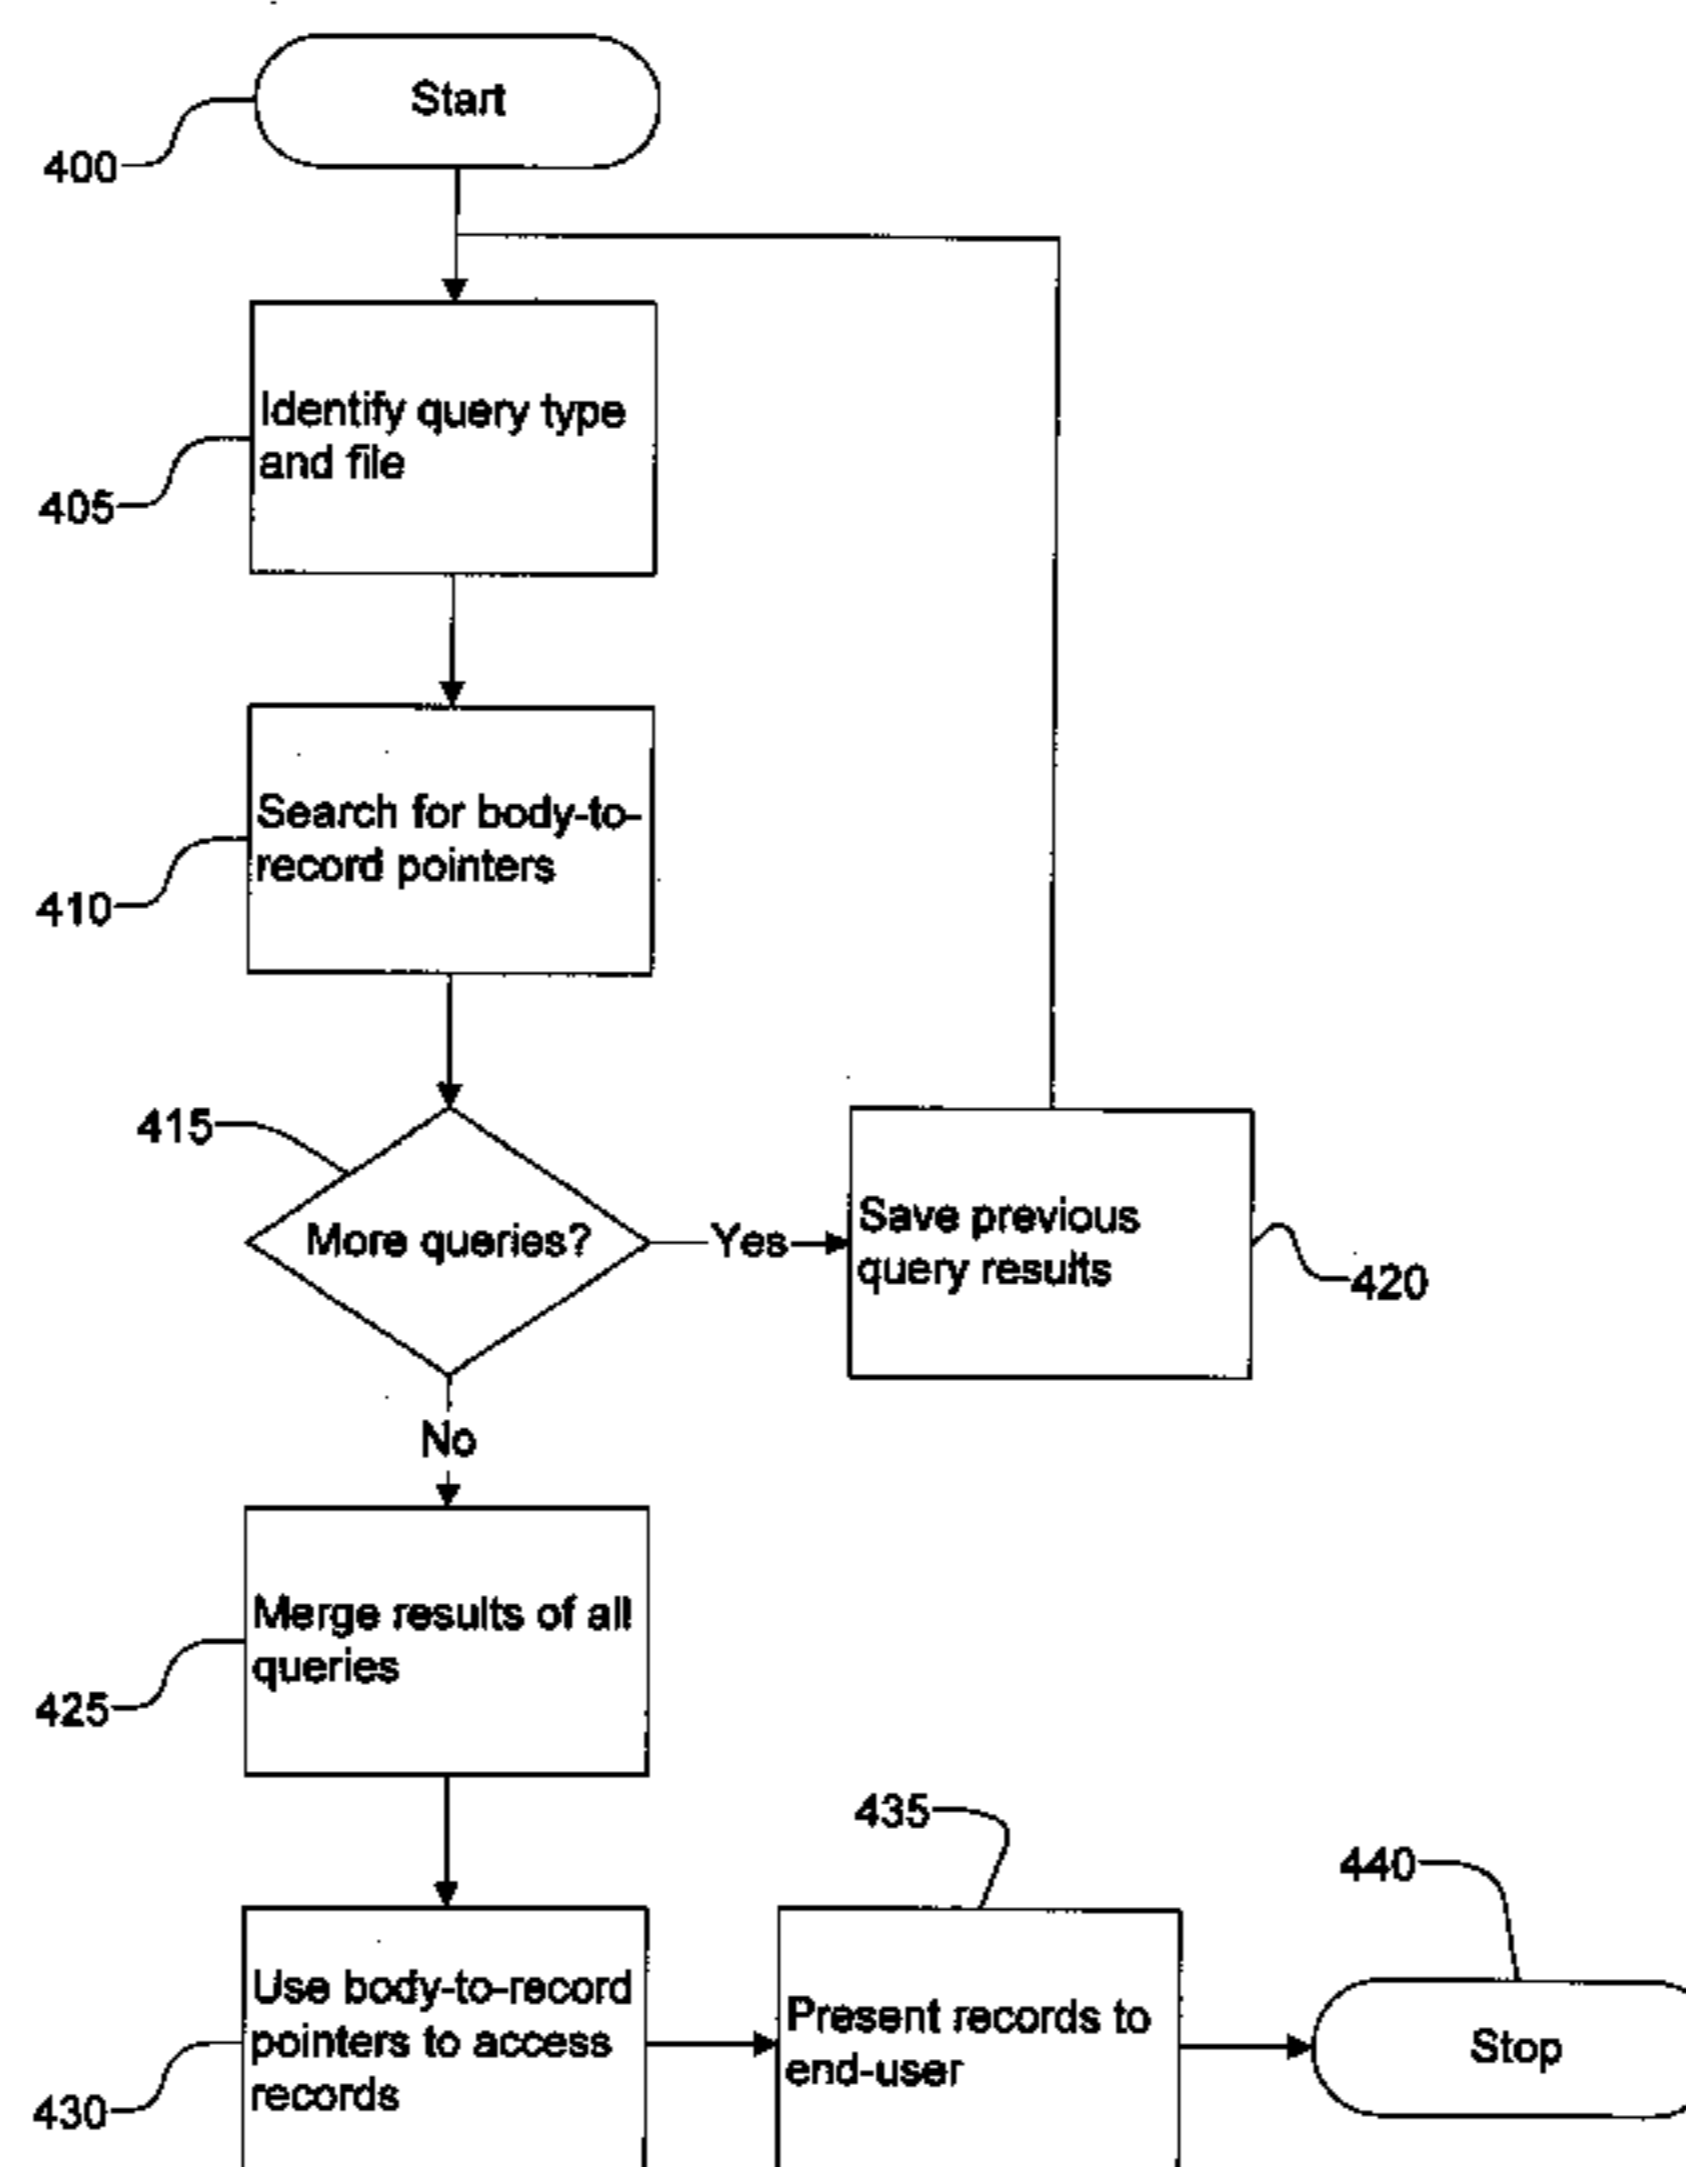 Start
400
Identify query type
and file
405
Search for body-to-
record pointers
410
415
More queries?
Yes
Save previous
query results
420
No
Merge results of all
queries
425
435
440
Use body-to-record
pointers to access
records
430
Present records to
end-user
Stop